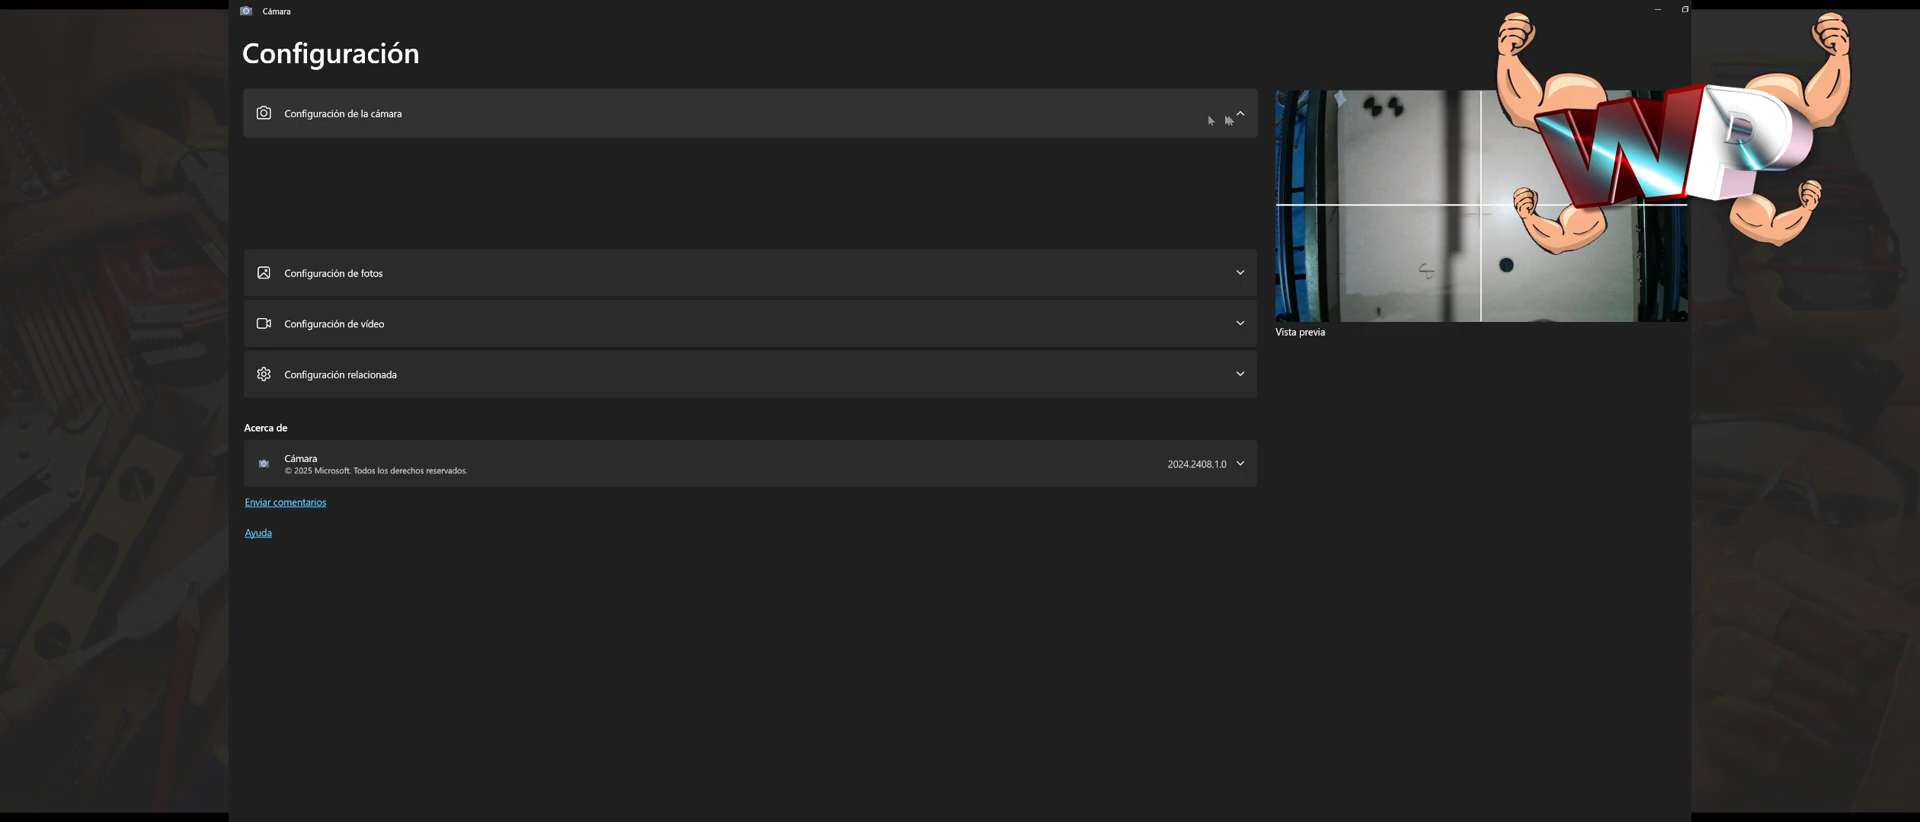 Cámara
Configuración
Configuración de la cámara
WP
Configuración de fotos
Configuración de vídeo
Vista previa
Configuración relacionada
Acerca de
Cámara
© 2025 Microsoft. Todos los derechos reservados.
2024.2408.1.0
Enviar comentarios
Ayuda